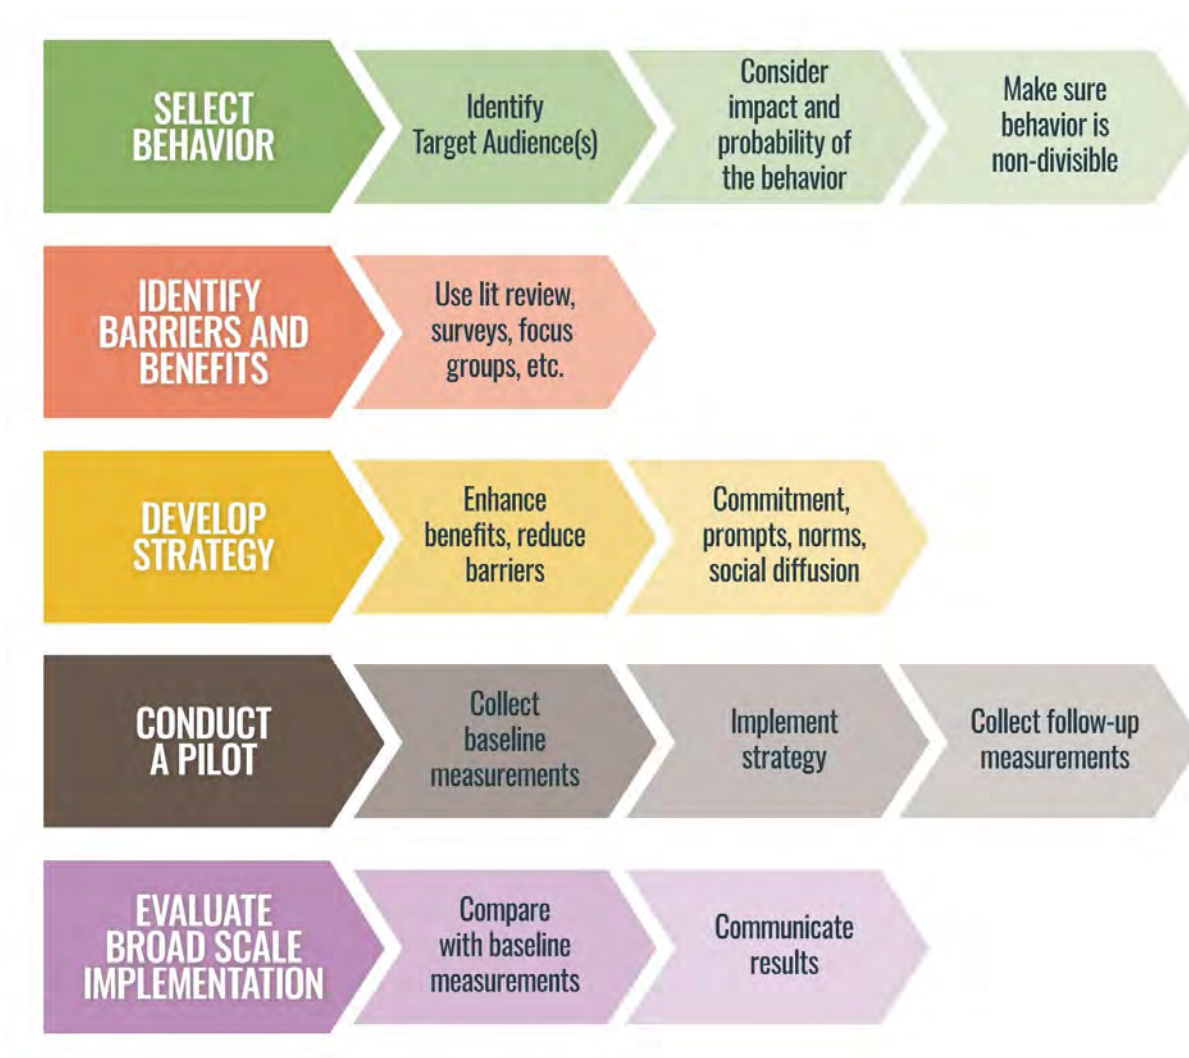 SELECT
BEHAVIOR
Identify
Target Audience(s)
Consider
impact and
probability of
the behavior
Make sure
behavior is
non-divisible
IDENTIFY
BARRIERS AND
BENEFITS
Use lit review,
surveys, focus
groups, etc.
DEVELOP
STRATEGY
Enhance
benefits, reduce
barriers
Commitment,
prompts, norms,
social diffusion
CONDUCT
A PILOT
Collect
baseline
measurements
Implement
strategy
Collect follow-up
measurements
EVALUATE
BROAD SCALE
IMPLEMENTATION
Compare
with baseline
measurements
Communicate
results